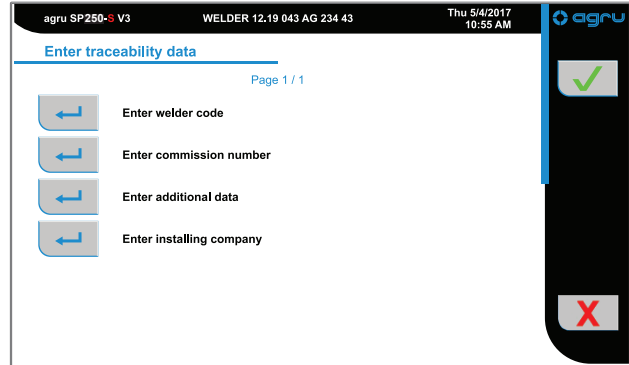 agru SP250-S V3 WELDER 12.19 043 AG 234 43 Thu 5/4/2017
10:55 AM
agru
Enter traceability data
Page 1 / 1
Enter welder code
Enter commission number
Enter additional data
Enter installing company
X